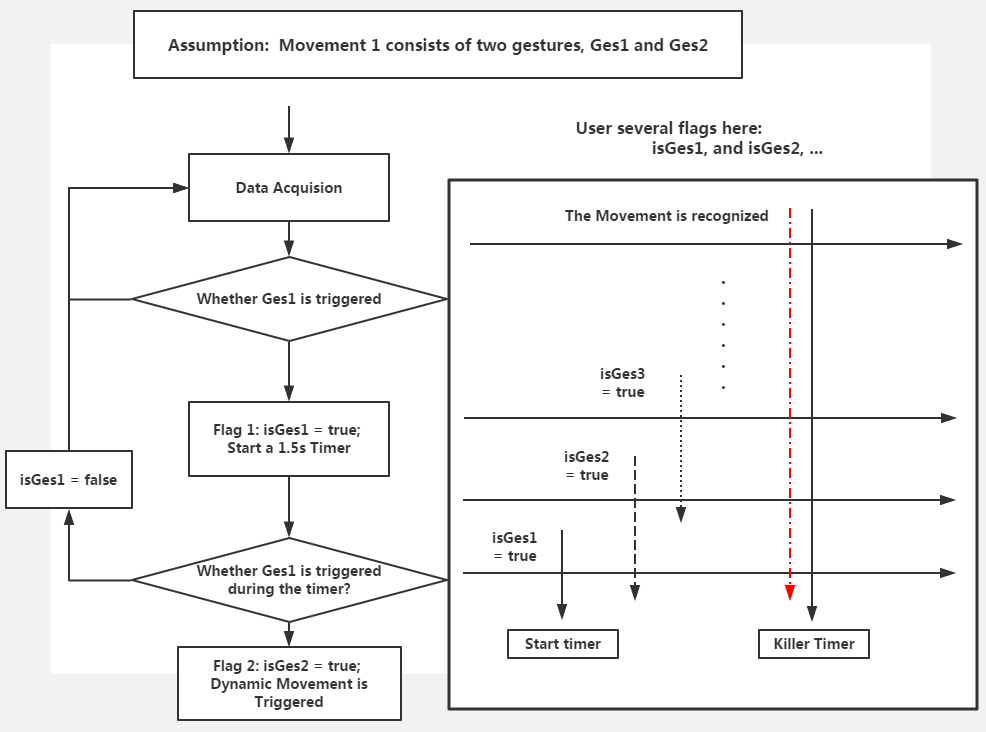 Assumption:  Movement 1 consists of two gestures, Ges1 and Ges2
User several flags here:
isGes1, and isGes2, ...
Data Acquision
Whether Ges1 is triggered
Flag 1: isGes1 = true;
Start a 1.5s Timer
isGes1 = false
Whether Ges1 is triggered
during the timer?
Flag 2: isGes2 = true;
Dynamic Movement is
Triggered
The Movement is recognized
isGes3
= true
isGes2
= true
isGes1
= true
Start timer
Killer Timer